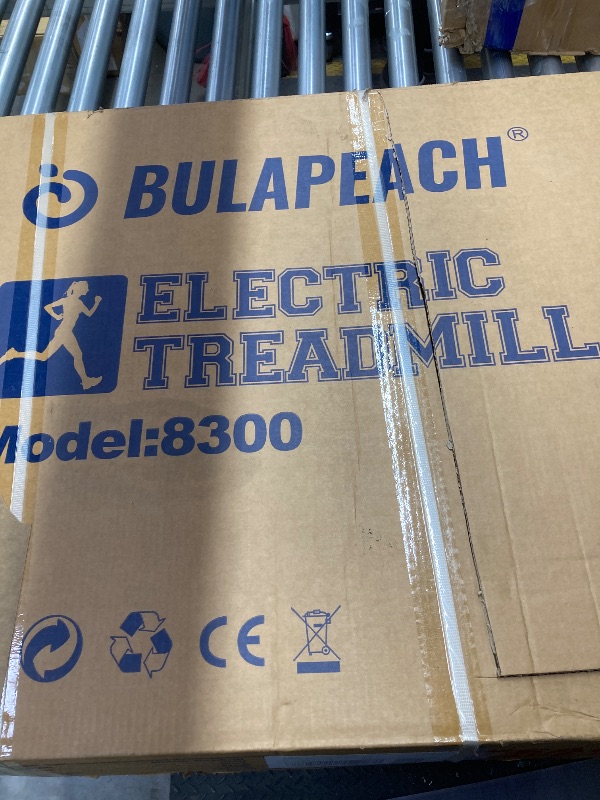 BULAPEACH®
ELECTRIC
TREADMILL
Model:8300
CE